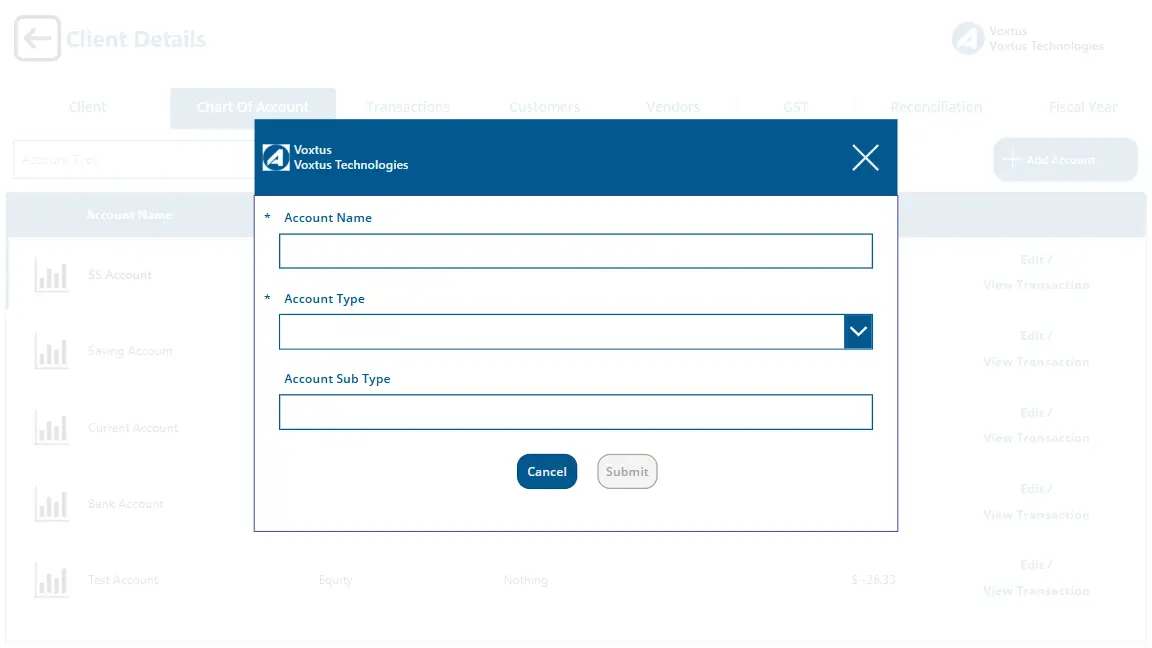 Client Details
Voxtus
Voxtus Technologies
Client Chart Of Account Transactions Customers Vendors GST Reconciliation Fiscal Year
Account Type
Add Account
Voxtus
Voxtus Technologies
Account Name
* Account Name
* Account Type
Account Sub Type
Cancel Submit
SS Account Edit /
View Transaction
Saving Account Edit /
View Transaction
Current Account Edit /
View Transaction
Bank Account Edit /
View Transaction
Test Account Equity Nothing $ -26.33 Edit /
View Transaction